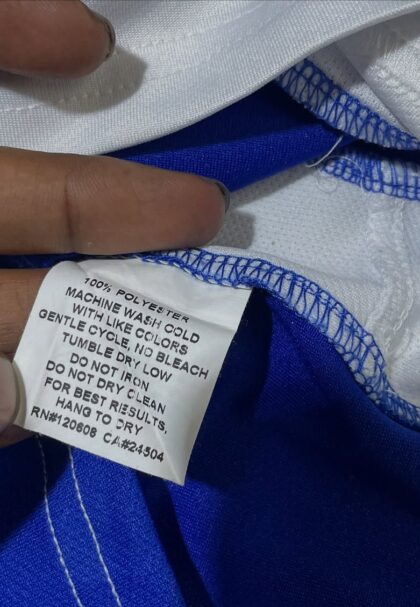 100% POLYESTER
MACHINE WASH COLD
WITH LIKE COLORS
GENTLE CYCLE, NO BLEACH
TUMBLE DRY LOW
DO NOT IRON
DO NOT DRY CLEAN
FOR BEST RESULTS,
HANG TO DRY
RN#120608 CA#24504